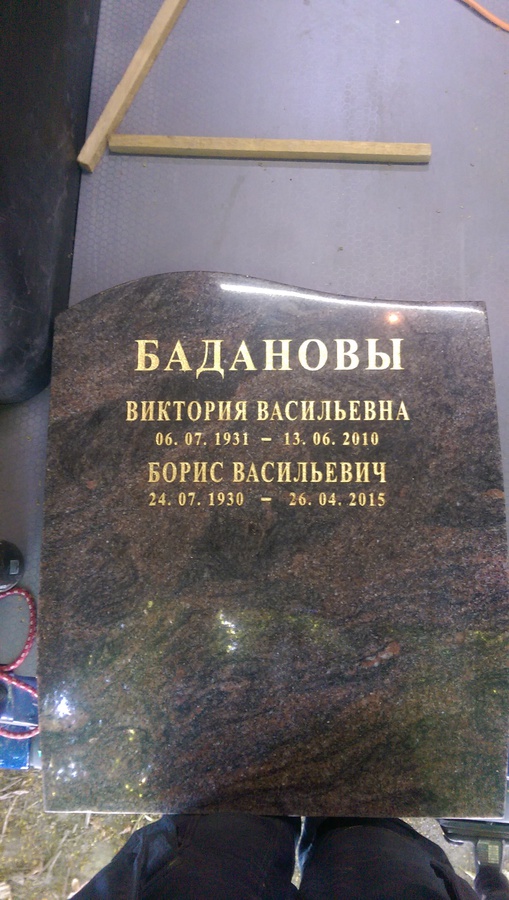 БАДАНОВЫ
ВИКТОРИЯ ВАСИЛЬЕВНА
06. 07. 1931 – 13. 06. 2010
БОРИС ВАСИЛЬЕВИЧ
24. 07. 1930 – 26. 04. 2015